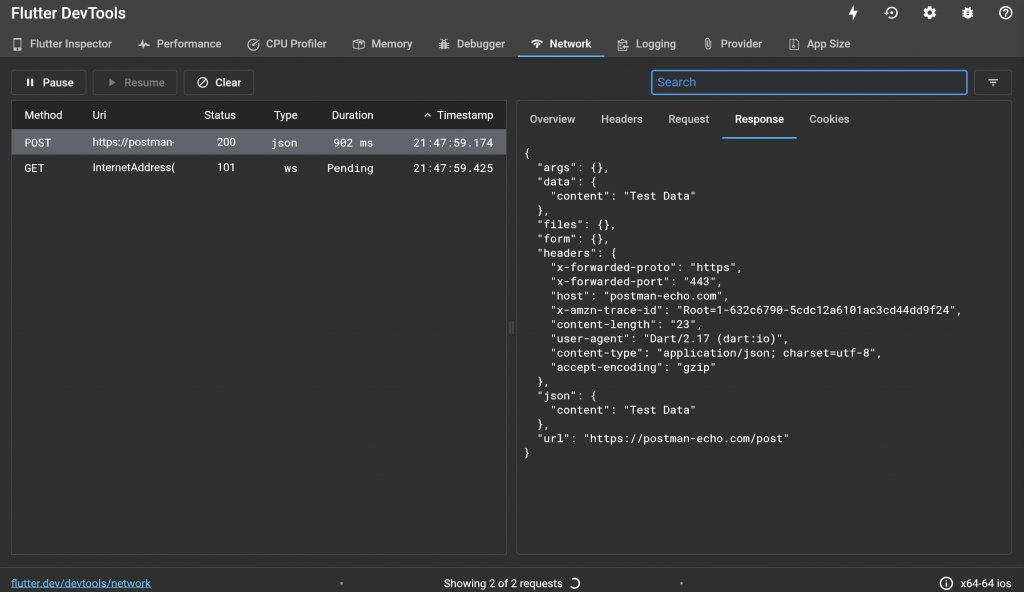 Flutter DevTools
Flutter Inspector Performance CPU Profiler Memory Debugger Network Logging Provider App Size
Pause Resume Clear Search
Method Uri Status Type Duration Timestamp
POST https://postman- 200 json 902 ms 21:47:59.174
GET InternetAddress( 101 ws Pending 21:47:59.425
Overview Headers Request Response Cookies
{
  "args": {},
  "data": {
    "content": "Test Data"
  },
  "files": {},
  "form": {},
  "headers": {
    "x-forwarded-proto": "https",
    "x-forwarded-port": "443",
    "host": "postman-echo.com",
    "x-amzn-trace-id": "Root=1-632c6790-5cdc12a6101ac3cd44dd9f24",
    "content-length": "23",
    "user-agent": "Dart/2.17 (dart:io)",
    "content-type": "application/json; charset=utf-8",
    "accept-encoding": "gzip"
  },
  "json": {
    "content": "Test Data"
  },
  "url": "https://postman-echo.com/post"
}
flutter.dev/devtools/network • Showing 2 of 2 requests • x64-64 ios